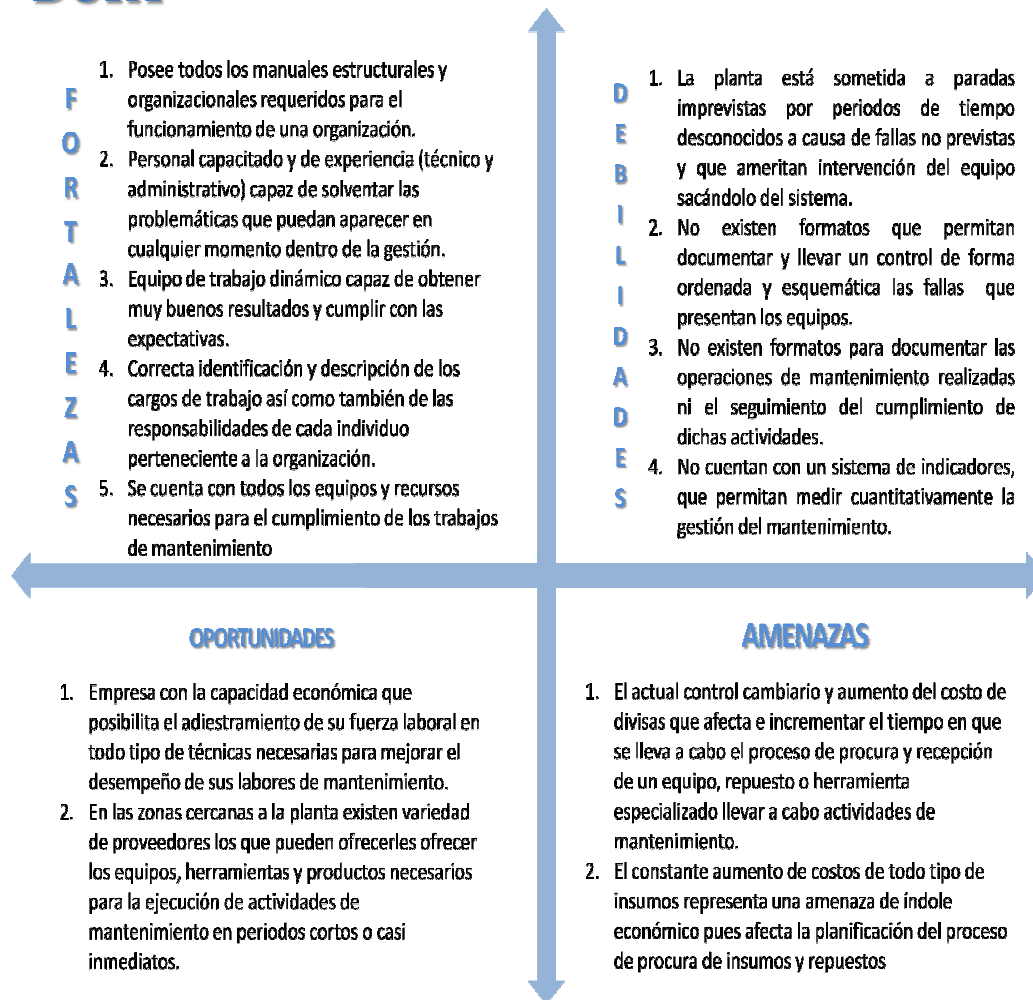 FORTALEZAS
1. Posee todos los manuales estructurales y
organizacionales requeridos para el
funcionamiento de una organización.
2. Personal capacitado y de experiencia (técnico y
administrativo) capaz de solventar las
problemáticas que puedan aparecer en
cualquier momento dentro de la gestión.
3. Equipo de trabajo dinámico capaz de obtener
muy buenos resultados y cumplir con las
expectativas.
4. Correcta identificación y descripción de los
cargos de trabajo así como también de las
responsabilidades de cada individuo
perteneciente a la organización.
5. Se cuenta con todos los equipos y recursos
necesarios para el cumplimiento de los trabajos
de mantenimiento
DEBILIDADES
1. La planta está sometida a paradas
imprevistas por periodos de tiempo
desconocidos a causa de fallas no previstas
y que ameritan intervención del equipo
sacándolo del sistema.
2. No existen formatos que permitan
documentar y llevar un control de forma
ordenada y esquemática las fallas que
presentan los equipos.
3. No existen formatos para documentar las
operaciones de mantenimiento realizadas
ni el seguimiento del cumplimiento de
dichas actividades.
4. No cuentan con un sistema de indicadores,
que permitan medir cuantitativamente la
gestión del mantenimiento.
OPORTUNIDADES
1. Empresa con la capacidad económica que
posibilita el adiestramiento de su fuerza laboral en
todo tipo de técnicas necesarias para mejorar el
desempeño de sus labores de mantenimiento.
2. En las zonas cercanas a la planta existen variedad
de proveedores los que pueden ofrecerles ofrecer
los equipos, herramientas y productos necesarios
para la ejecución de actividades de
mantenimiento en periodos cortos o casi
inmediatos.
AMENAZAS
1. El actual control cambiario y aumento del costo de
divisas que afecta e incrementar el tiempo en que
se lleva a cabo el proceso de procura y recepción
de un equipo, repuesto o herramienta
especializado llevar a cabo actividades de
mantenimiento.
2. El constante aumento de costos de todo tipo de
insumos representa una amenaza de índole
económico pues afecta la planificación del proceso
de procura de insumos y repuestos